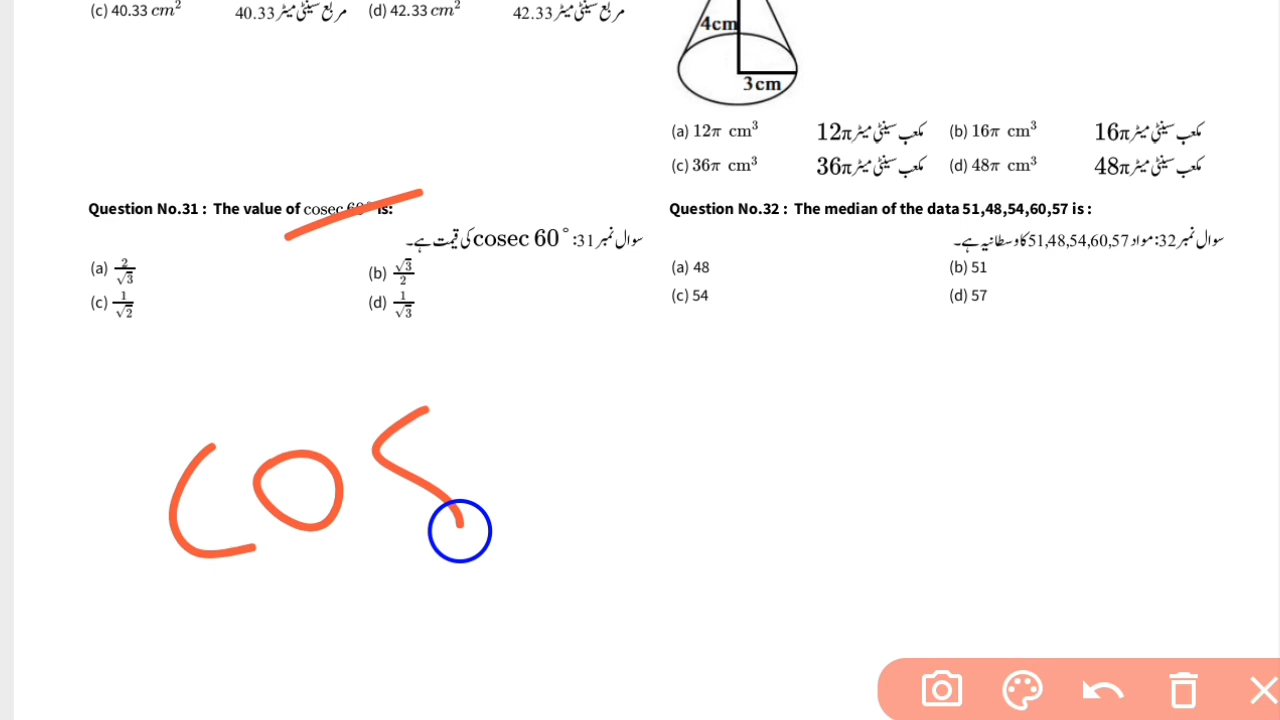 (c) 40.33 cm² 40.33 مربع سینٹی میٹر (d) 42.33 cm² 42.33 مربع سینٹی میٹر
4cm
3cm
(a) 12π cm³ 12π مکعب سینٹی میٹر (b) 16π cm³ 16π مکعب سینٹی میٹر
(c) 36π cm³ 36π مکعب سینٹی میٹر (d) 48π cm³ 48π مکعب سینٹی میٹر
Question No.31 : The value of cosec 60° is:
سوال نمبر 31: cosec 60° کی قیمت ہے۔
(a) 2/√3 (b) √3/2
(c) 1/√2 (d) 1/√3
Question No.32 : The median of the data 51,48,54,60,57 is :
سوال نمبر 32: مواد 51,48,54,60,57 کا وسطانیہ ہے۔
(a) 48 (b) 51
(c) 54 (d) 57
cos